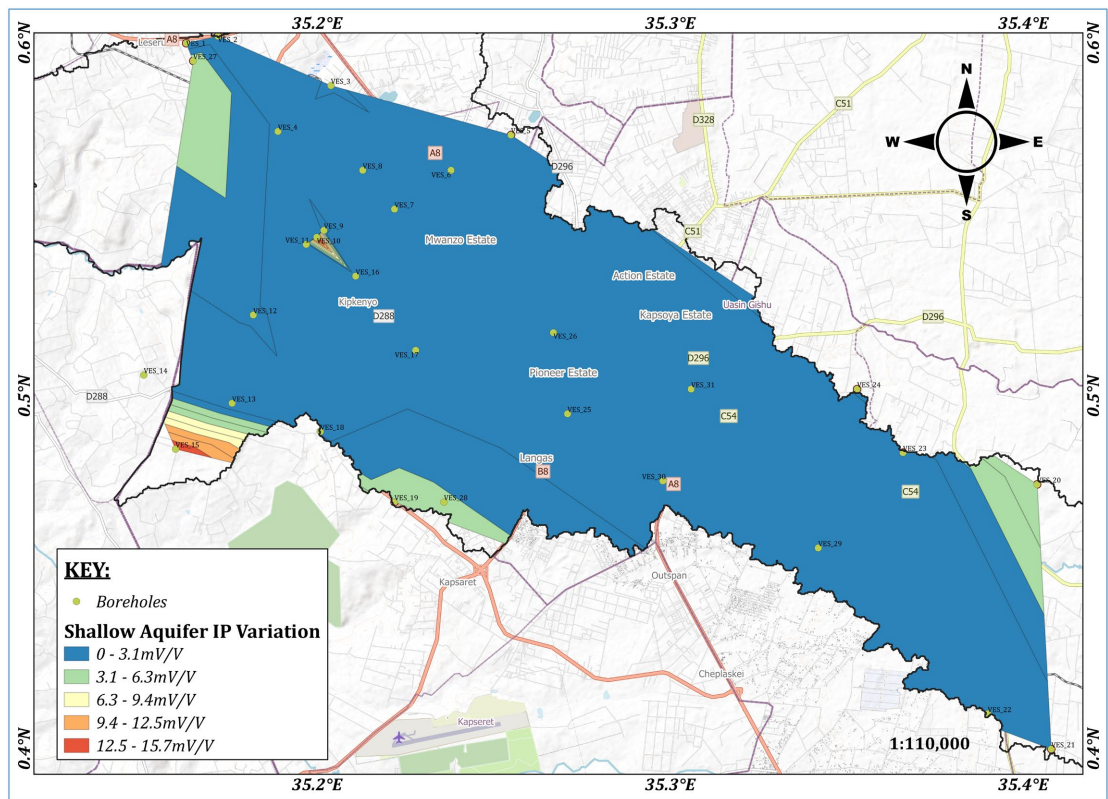 35.2°E
35.3°E
35.4°E
0.6°N
0.6°N
Leseru
A8
VES_1
VES_2
VES_27
VES_3
C51
N
VES_4
D328
VES_5
W
E
A8
D296
VES_8
VES_6
S
VES_7
VES_9
C51
VES_11
VES_10
Mwanzo Estate
VES_16
Action Estate
Kipkenyo
Uasin Gishu
VES_12
D288
Kapsoya Estate
D296
VES_26
VES_17
D296
VES_14
Pioneer Estate
0.5°N
0.5°N
D288
VES_31
VES_24
VES_13
VES_25
C54
VES_18
VES_15
Langas
VES_23
B8
VES_30
A8
VES_20
C54
VES_19
VES_28
VES_29
KEY:
Boreholes
Shallow Aquifer IP Variation
0 - 3.1mV/V
3.1 - 6.3mV/V
6.3 - 9.4mV/V
9.4 - 12.5mV/V
12.5 - 15.7mV/V
Kapsaret
Outspan
Cheplaskei
Kapseret
VES_22
VES_21
1:110,000
0.4°N
0.4°N
35.2°E
35.3°E
35.4°E